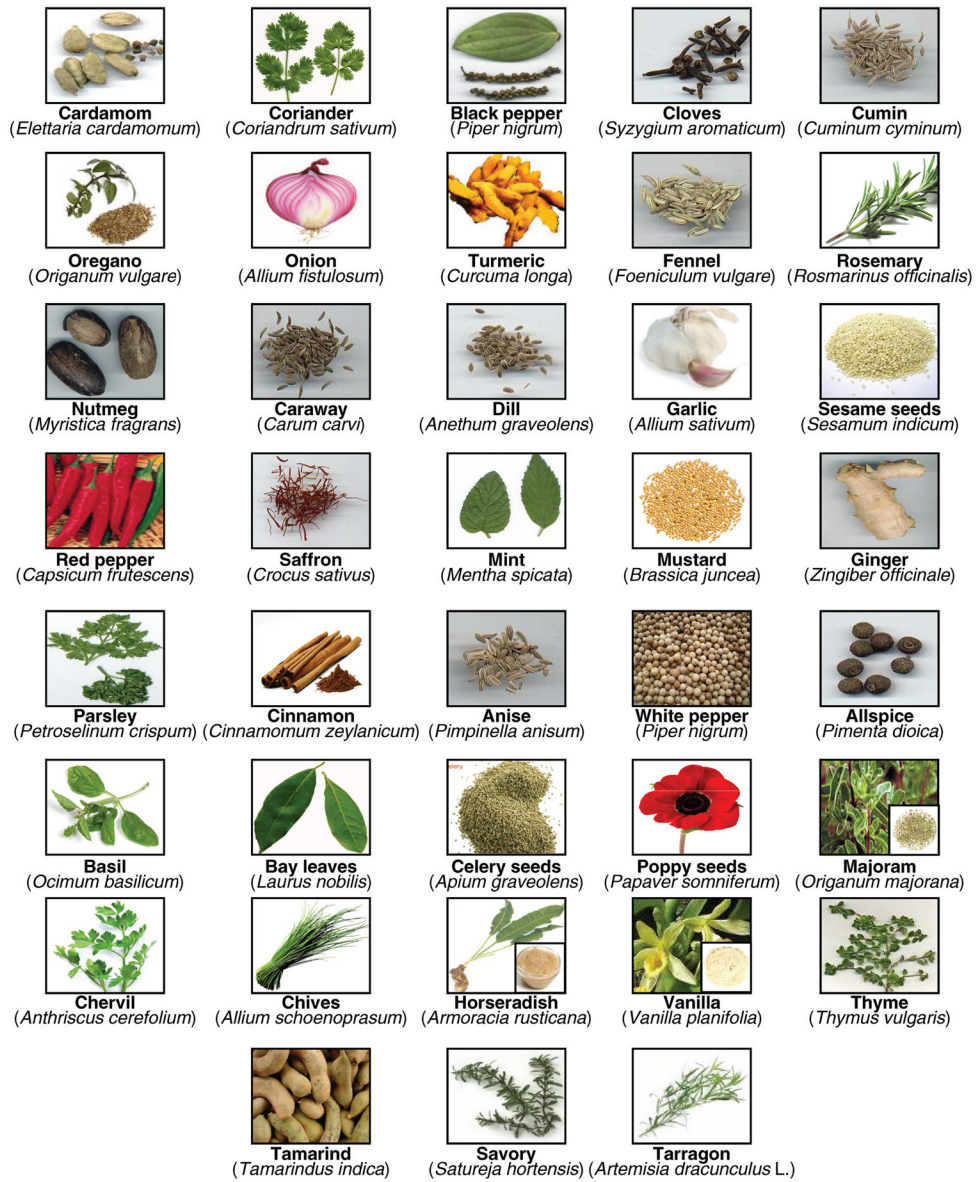 Cardamom
(Elettaria cardamomum)
Coriander
(Coriandrum sativum)
Black pepper
(Piper nigrum)
Cloves
(Syzygium aromaticum)
Cumin
(Cuminum cyminum)
Oregano
(Origanum vulgare)
Onion
(Allium fistulosum)
Turmeric
(Curcuma longa)
Fennel
(Foeniculum vulgare)
Rosemary
(Rosmarinus officinalis)
Nutmeg
(Myristica fragrans)
Caraway
(Carum carvi)
Dill
(Anethum graveolens)
Garlic
(Allium sativum)
Sesame seeds
(Sesamum indicum)
Red pepper
(Capsicum frutescens)
Saffron
(Crocus sativus)
Mint
(Mentha spicata)
Mustard
(Brassica juncea)
Ginger
(Zingiber officinale)
Parsley
(Petroselinum crispum)
Cinnamon
(Cinnamomum zeylanicum)
Anise
(Pimpinella anisum)
White pepper
(Piper nigrum)
Allspice
(Pimenta dioica)
Basil
(Ocimum basilicum)
Bay leaves
(Laurus nobilis)
elery
Celery seeds
(Apium graveolens)
Poppy seeds
(Papaver somniferum)
Majoram
(Origanum majorana)
Chervil
(Anthriscus cerefolium)
Chives
(Allium schoenoprasum)
Horseradish
(Armoracia rusticana)
Vanilla
(Vanilla planifolia)
Thyme
(Thymus vulgaris)
Tamarind
(Tamarindus indica)
Savory
(Satureja hortensis)
Tarragon
(Artemisia dracunculus L.)